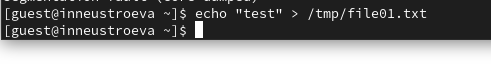 [guest@inneustroeva ~]$ echo "test" > /tmp/file01.txt
[guest@inneustroeva ~]$